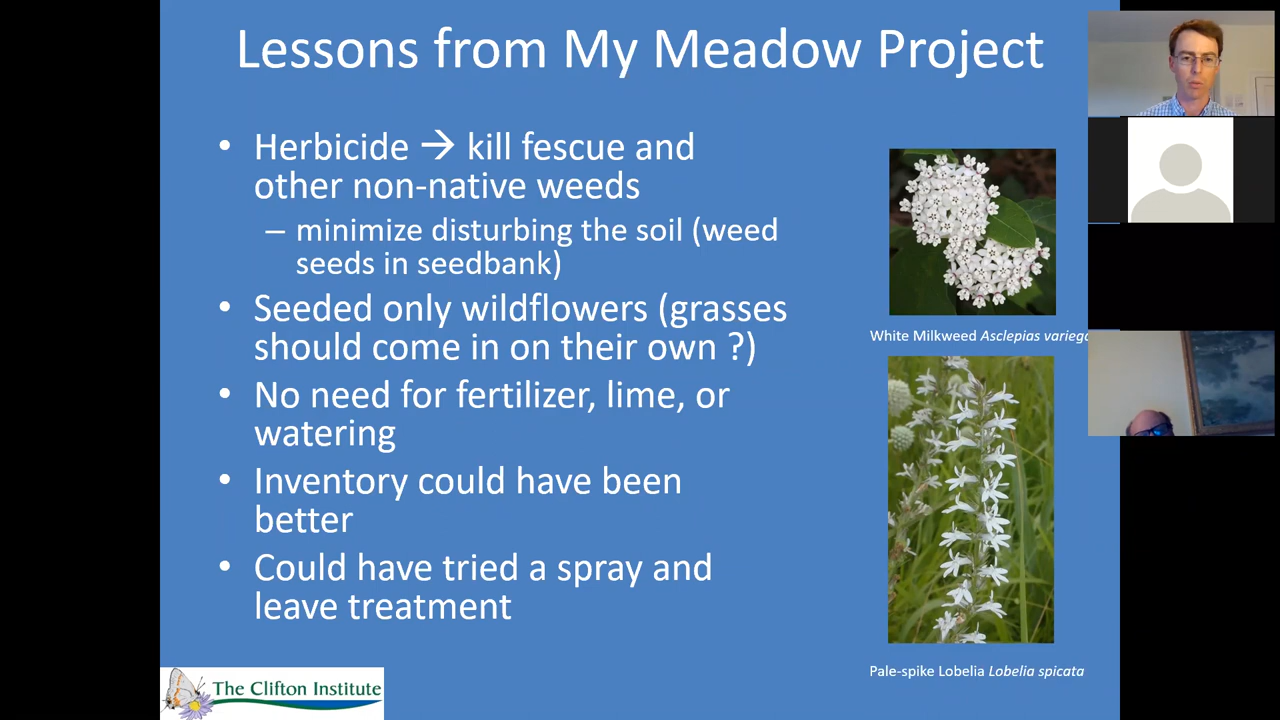 Lessons from My Meadow Project
• Herbicide → kill fescue and
other non-native weeds
– minimize disturbing the soil (weed
seeds in seedbank)
• Seeded only wildflowers (grasses
should come in on their own ?)
• No need for fertilizer, lime, or
watering
• Inventory could have been
better
• Could have tried a spray and
leave treatment
White Milkweed Asclepias
Pale-spike Lobelia Lobelia spicata
The Clifton Institute